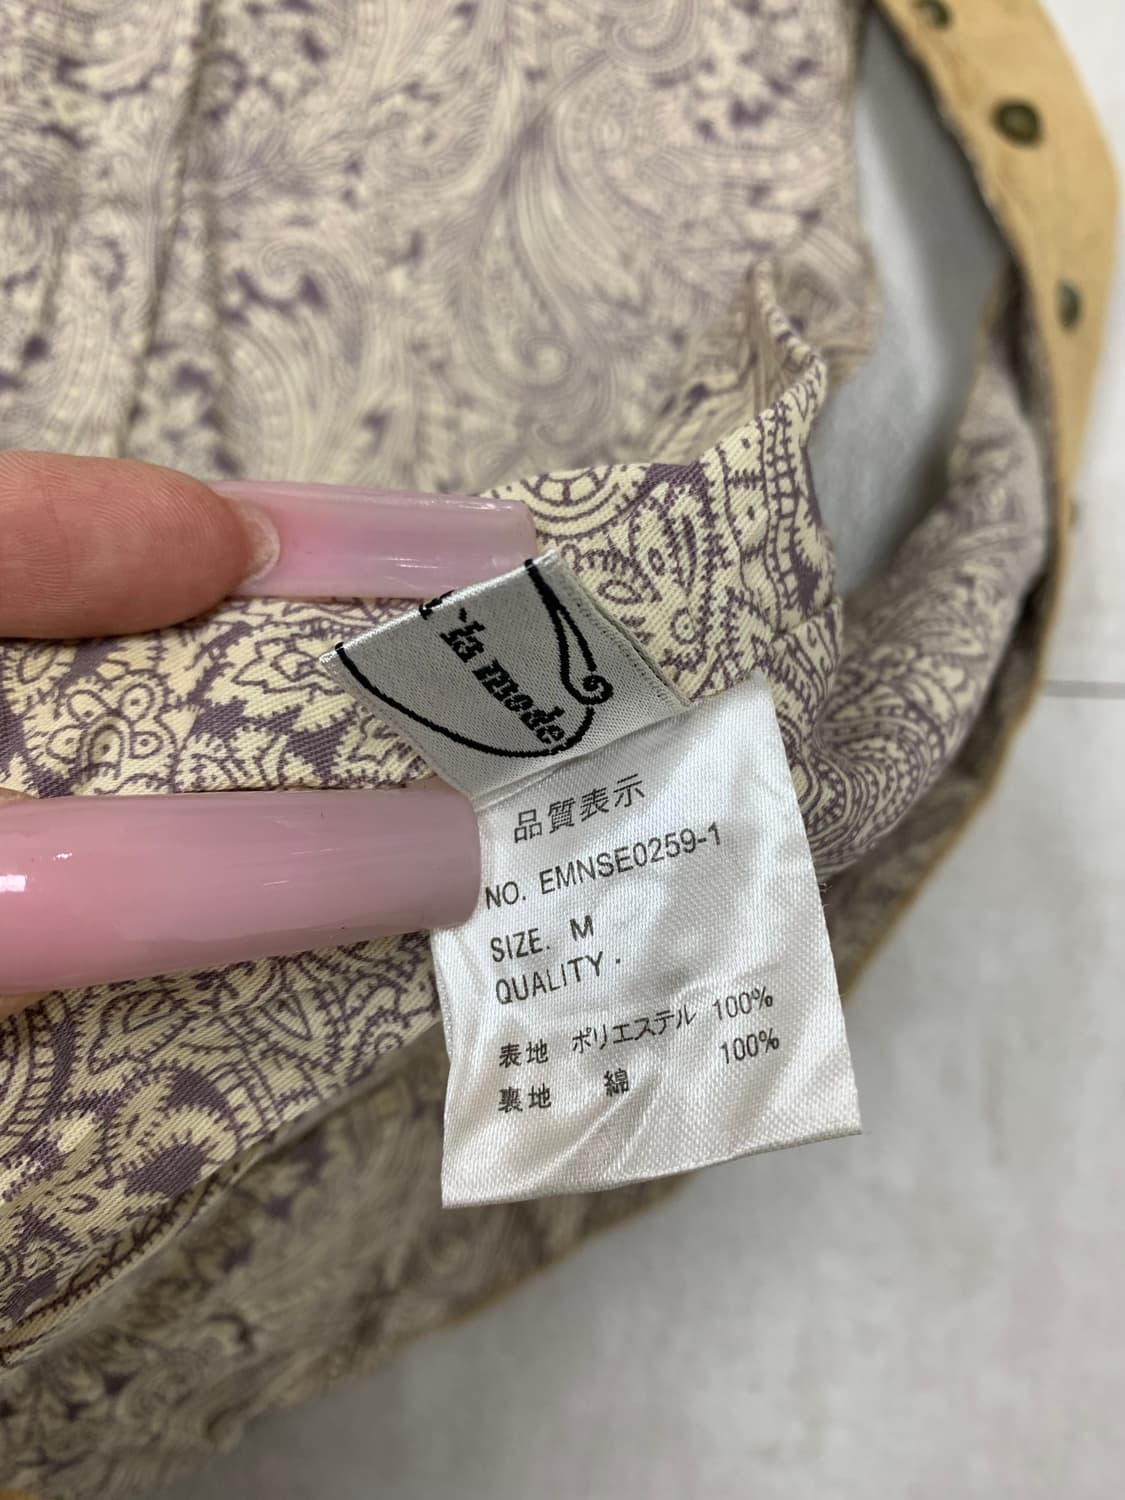 la mode
品質表示
NO. EMNSE0259-1
SIZE. M
QUALITY.
表地 ポリエステル 100%
裏地 綿 100%